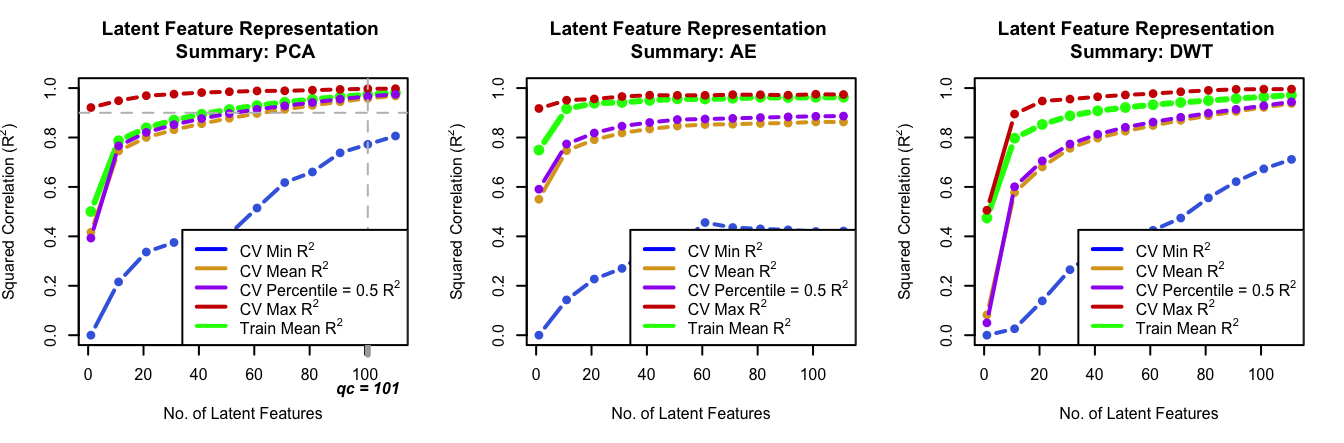 Latent Feature Representation
Summary: PCA
Squared Correlation (R²)
0.0 0.2 0.4 0.6 0.8 1.0
CV Min R²
CV Mean R²
CV Percentile = 0.5 R²
CV Max R²
Train Mean R²
0 20 40 60 80 100
qc = 101
No. of Latent Features
Latent Feature Representation
Summary: AE
Squared Correlation (R²)
0.0 0.2 0.4 0.6 0.8 1.0
CV Min R²
CV Mean R²
CV Percentile = 0.5 R²
CV Max R²
Train Mean R²
0 20 40 60 80 100
No. of Latent Features
Latent Feature Representation
Summary: DWT
Squared Correlation (R²)
0.0 0.2 0.4 0.6 0.8 1.0
CV Min R²
CV Mean R²
CV Percentile = 0.5 R²
CV Max R²
Train Mean R²
0 20 40 60 80 100
No. of Latent Features